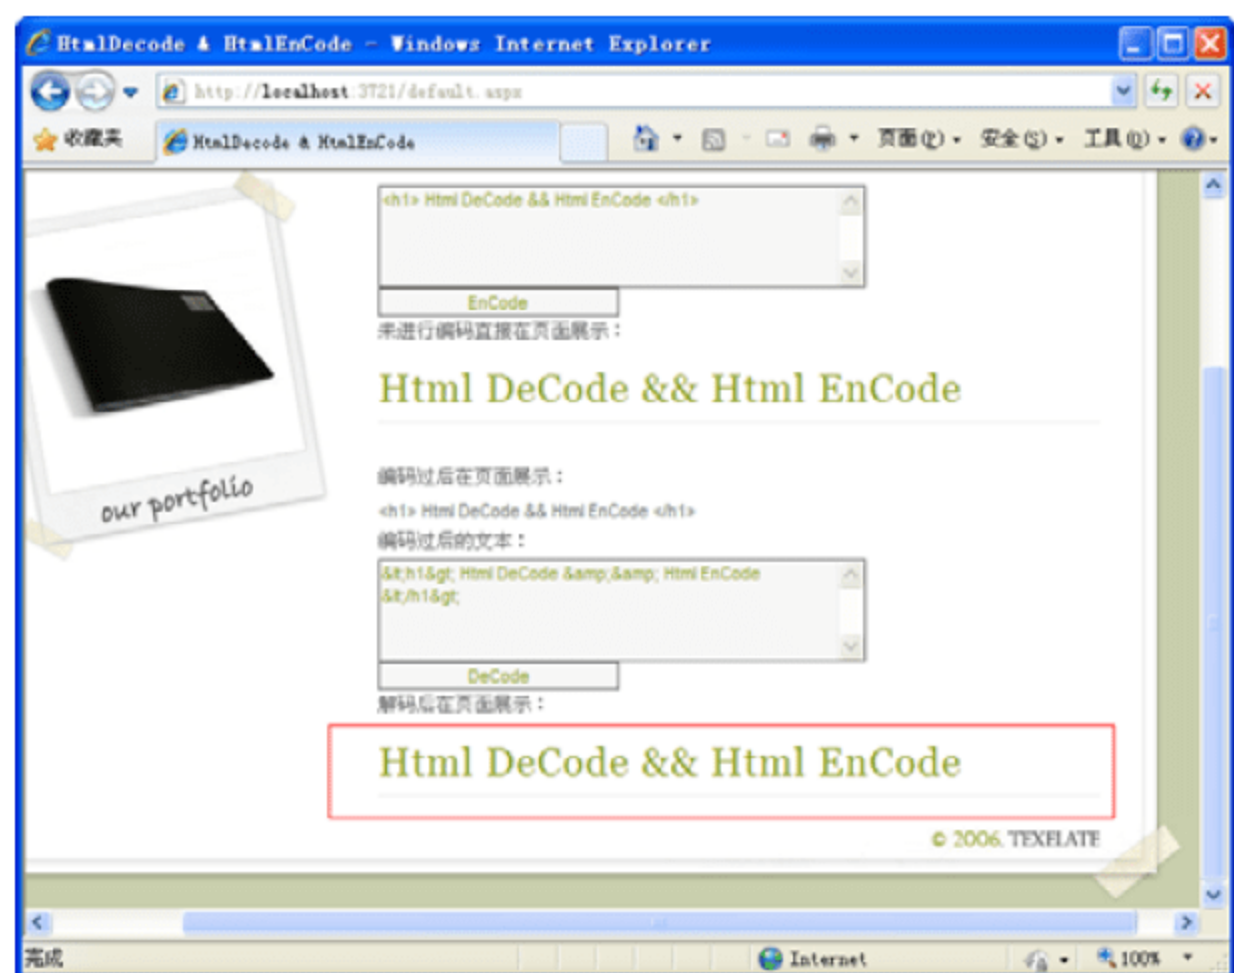 HtmlDecode & HtmlEnCode - Windows Internet Explorer
http://localhost:3721/default.aspx
收藏夹
HtmlDecode & HtmlEnCode
页面(P)
安全(S)
工具(O)
<h1> Html DeCode && Html EnCode </h1>
EnCode
未进行编码直接在页面展示：
Html DeCode && Html EnCode
our portfolio
编码过后在页面展示：
<h1> Html DeCode && Html EnCode </h1>
编码过后的文本：
&lt;h1&gt; Html DeCode &amp;&amp; Html EnCode
&lt;/h1&gt;
DeCode
解码后在页面展示：
Html DeCode && Html EnCode
© 2006. TEXELATE
完成
Internet
100%